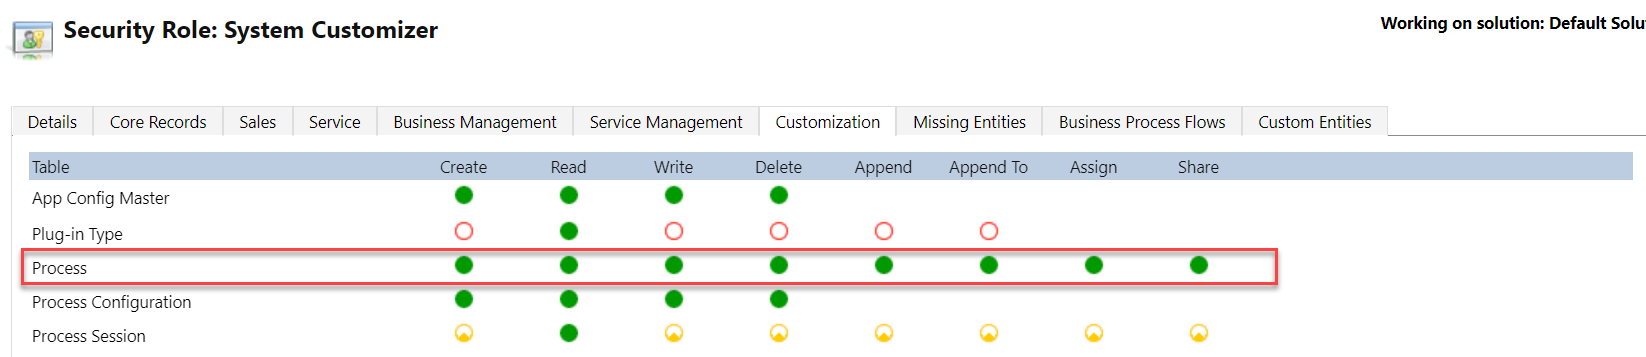 Security Role: System Customizer
Working on solution: Default Solu
Details Core Records Sales Service Business Management Service Management Customization Missing Entities Business Process Flows Custom Entities
Table Create Read Write Delete Append Append To Assign Share
App Config Master
Plug-in Type
Process
Process Configuration
Process Session